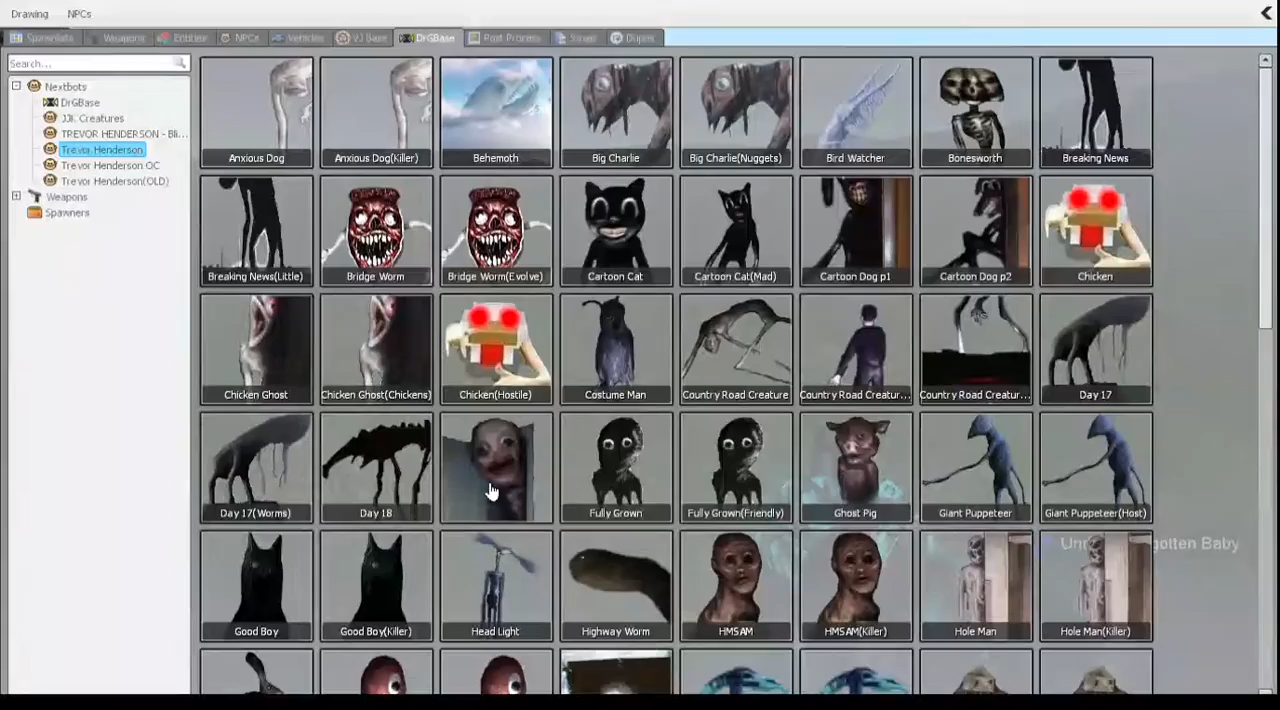 Drawing NPCs
Spawnlists Weapons Entities NPCs Vehicles VJ Base DrGBase Post Process Saves Dupes
Search...
Nextbots
DrGBase
JJL Creatures
TREVOR HENDERSON - Bli...
Trevor Henderson
Trevor Henderson OC
Trevor Henderson(OLD)
Weapons
Spawners
Anxious Dog Anxious Dog(Killer) Behemoth Big Charlie Big Charlie(Nuggets) Bird Watcher Bonesworth Breaking News
Breaking News(Little) Bridge Worm Bridge Worm(Evolve) Cartoon Cat Cartoon Cat(Mad) Cartoon Dog p1 Cartoon Dog p2 Chicken
Chicken Ghost Chicken Ghost(Chickens) Chicken(Hostile) Costume Man Country Road Creature Country Road Creatur... Country Road Creatur... Day 17
Day 17(Worms) Day 18 Fully Grown Fully Grown(Friendly) Ghost Pig Giant Puppeteer Giant Puppeteer(Host)
gotten Baby
Good Boy Good Boy(Killer) Head Light Highway Worm HMSAM HMSAM(Killer) Hole Man Hole Man(Killer)